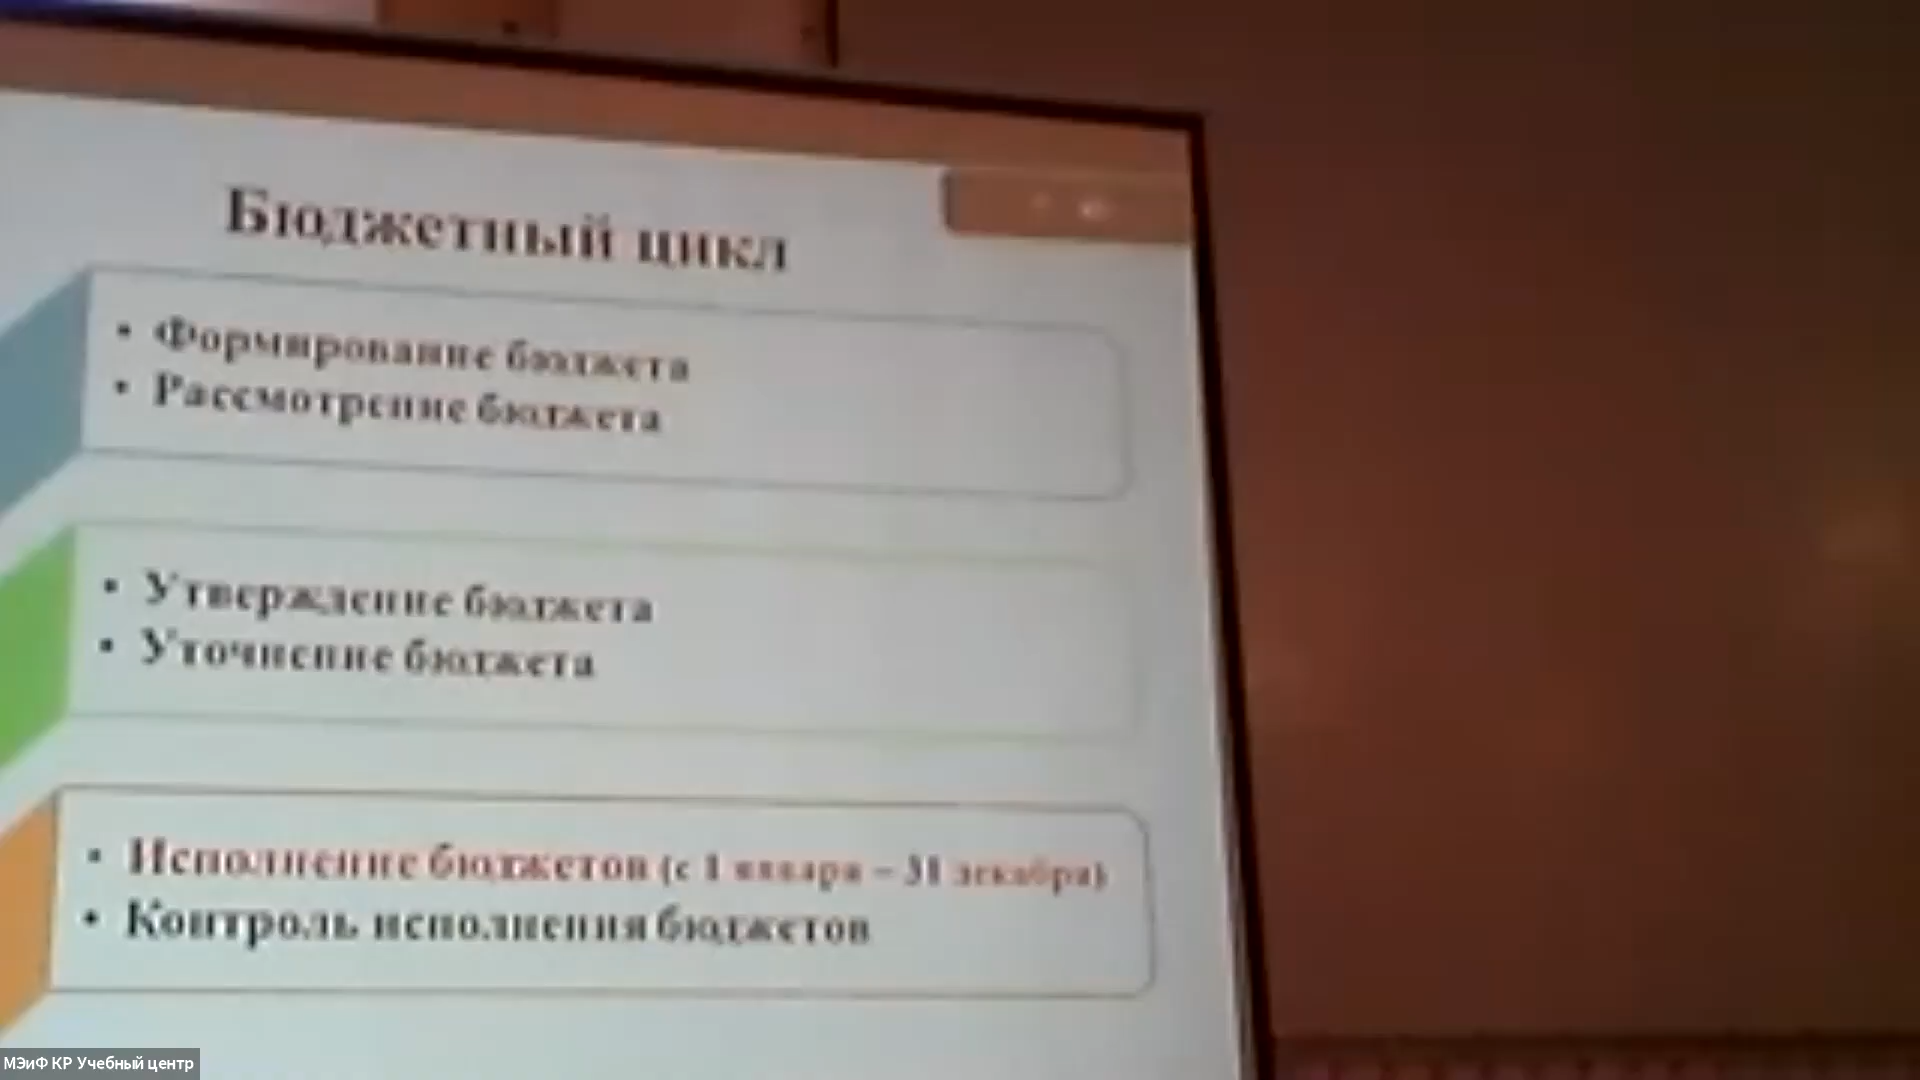 Бюджетный цикл
• Формирование бюджета
• Рассмотрение бюджета
• Утверждение бюджета
• Уточнение бюджета
• Исполнение бюджетов (с 1 января – 31 декабря)
• Контроль исполнения бюджетов
МЭиФ КР Учебный центр